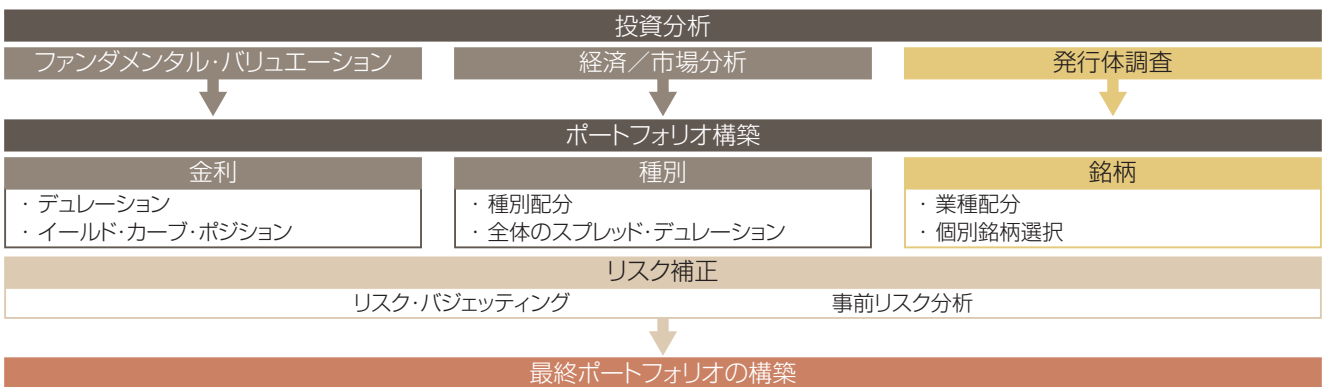 投資分析
ファンダメンタル・バリュエーション
経済／市場分析
発行体調査
ポートフォリオ構築
金利
・デュレーション
・イールド・カーブ・ポジション
種別
・種別配分
・全体のスプレッド・デュレーション
銘柄
・業種配分
・個別銘柄選択
リスク補正
リスク・バジェッティング
事前リスク分析
最終ポートフォリオの構築